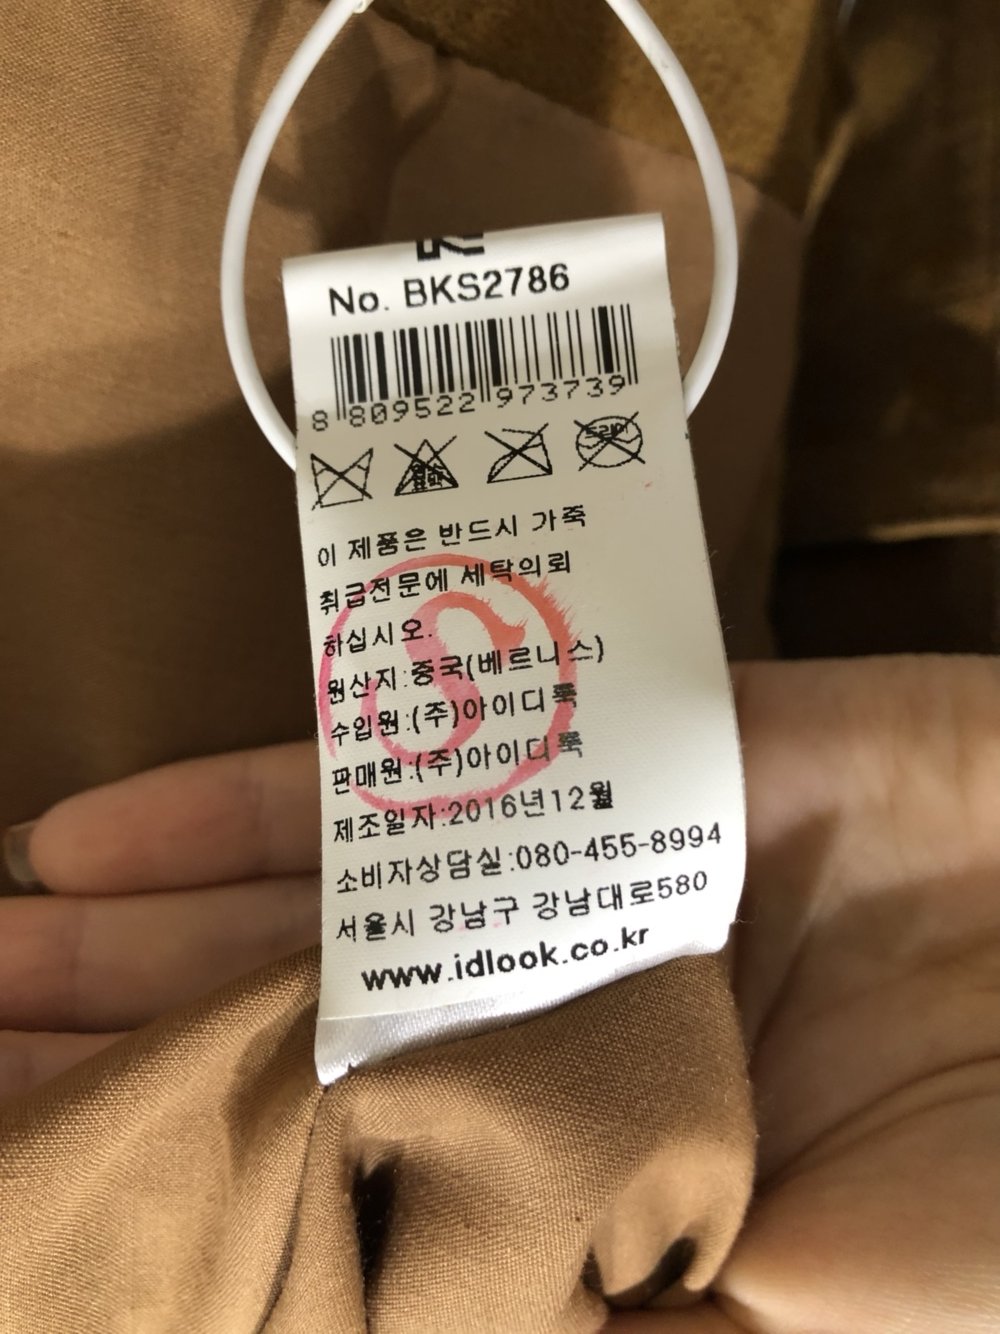 No. BKS2786
8 809522 973739
이 제품은 반드시 가죽
취급전문에 세탁의뢰
하십시오.
원산지:중국(베르니스)
수입원:(주)아이디룩
판매원:(주)아이디룩
제조일자:2016년12월
소비자상담실:080-455-8994
서울시 강남구 강남대로580
www.idlook.co.kr
S